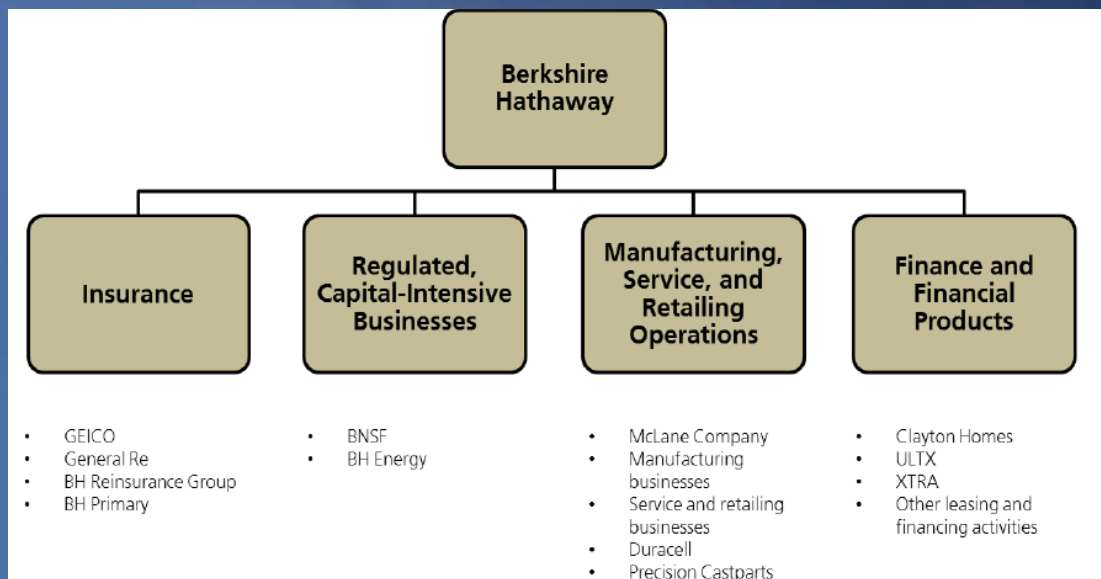 Berkshire
Hathaway
Insurance
Regulated,
Capital-Intensive
Businesses
Manufacturing,
Service, and
Retailing
Operations
Finance and
Financial
Products
• GEICO
• General Re
• BH Reinsurance Group
• BH Primary
• BNSF
• BH Energy
• McLane Company
• Manufacturing
businesses
• Service and retailing
businesses
• Duracell
• Precision Castparts
• Clayton Homes
• ULTX
• XTRA
• Other leasing and
financing activities